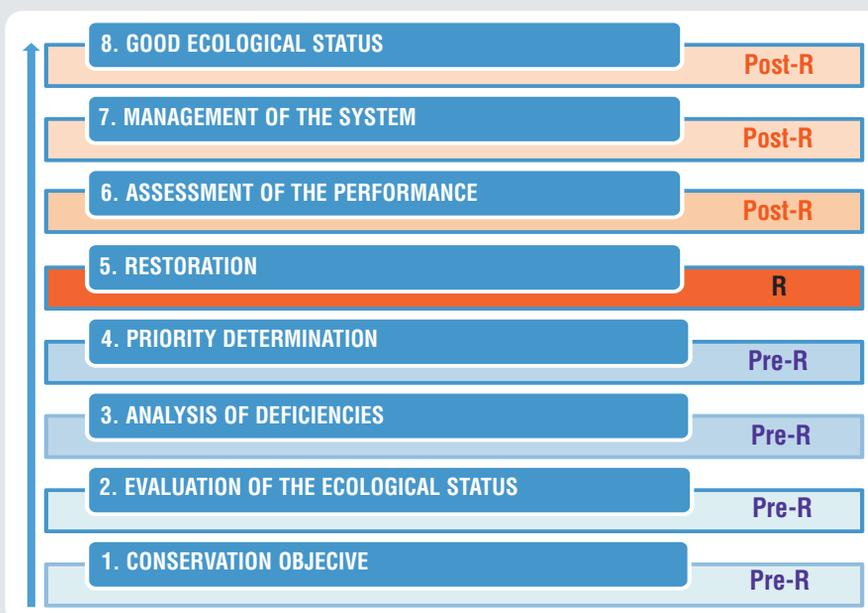 8. GOOD ECOLOGICAL STATUS
Post-R
7. MANAGEMENT OF THE SYSTEM
Post-R
6. ASSESSMENT OF THE PERFORMANCE
Post-R
5. RESTORATION
R
4. PRIORITY DETERMINATION
Pre-R
3. ANALYSIS OF DEFICIENCIES
Pre-R
2. EVALUATION OF THE ECOLOGICAL STATUS
Pre-R
1. CONSERVATION OBJECIVE
Pre-R